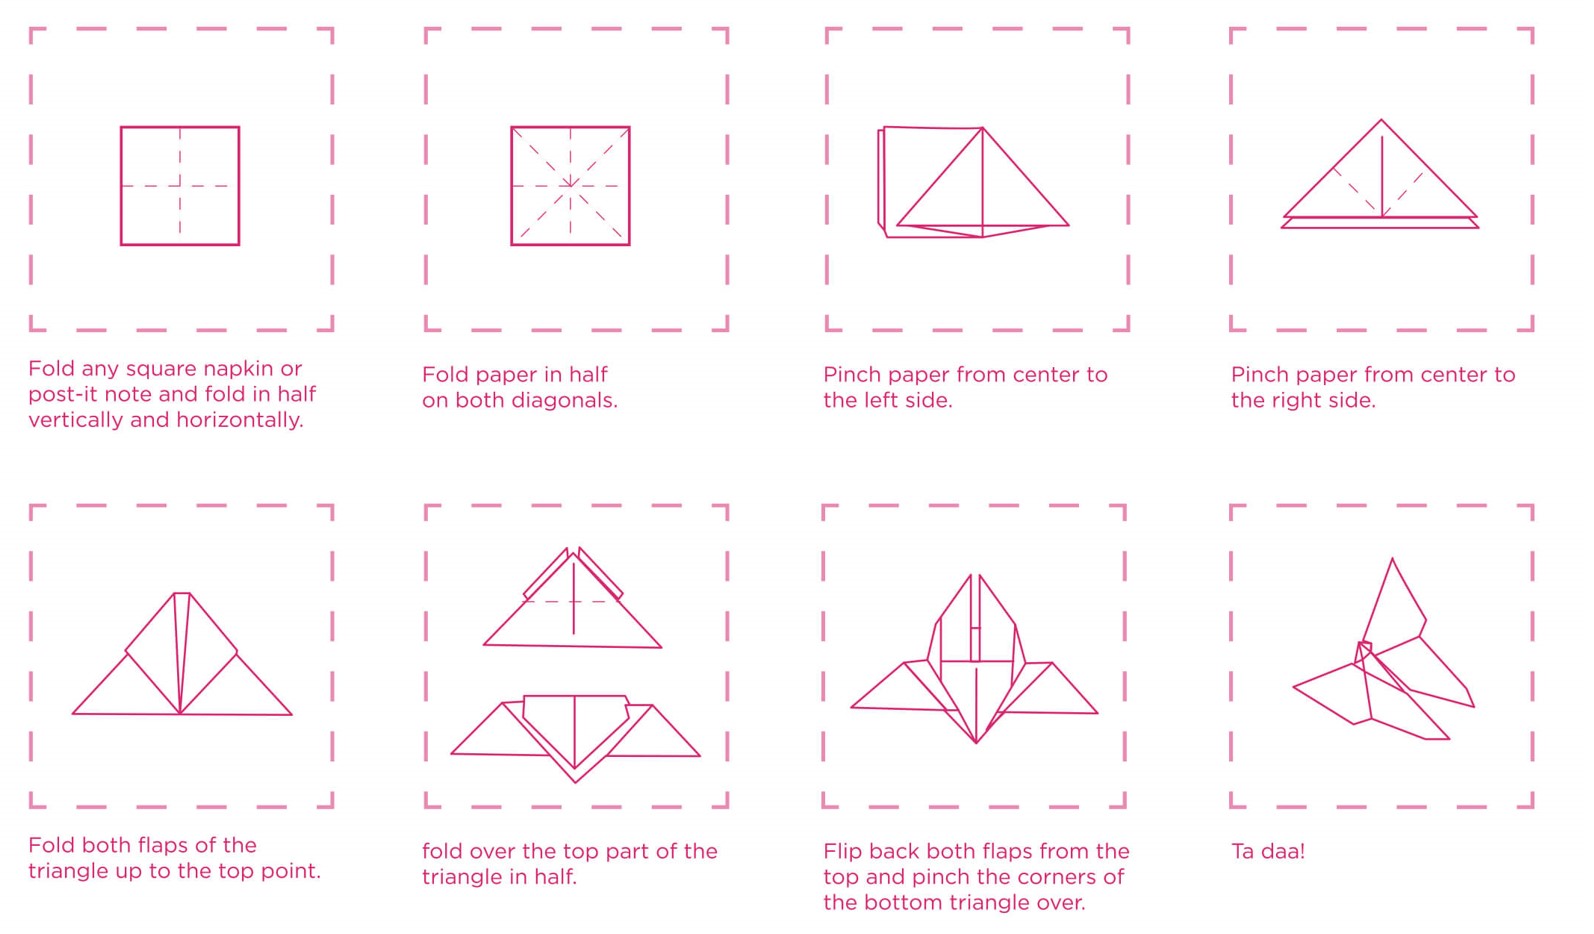 Fold any square napkin or
post-it note and fold in half
vertically and horizontally.
Fold paper in half
on both diagonals.
Pinch paper from center to
the left side.
Pinch paper from center to
the right side.
Fold both flaps of the
triangle up to the top point.
fold over the top part of the
triangle in half.
Flip back both flaps from the
top and pinch the corners of
the bottom triangle over.
Ta daa!